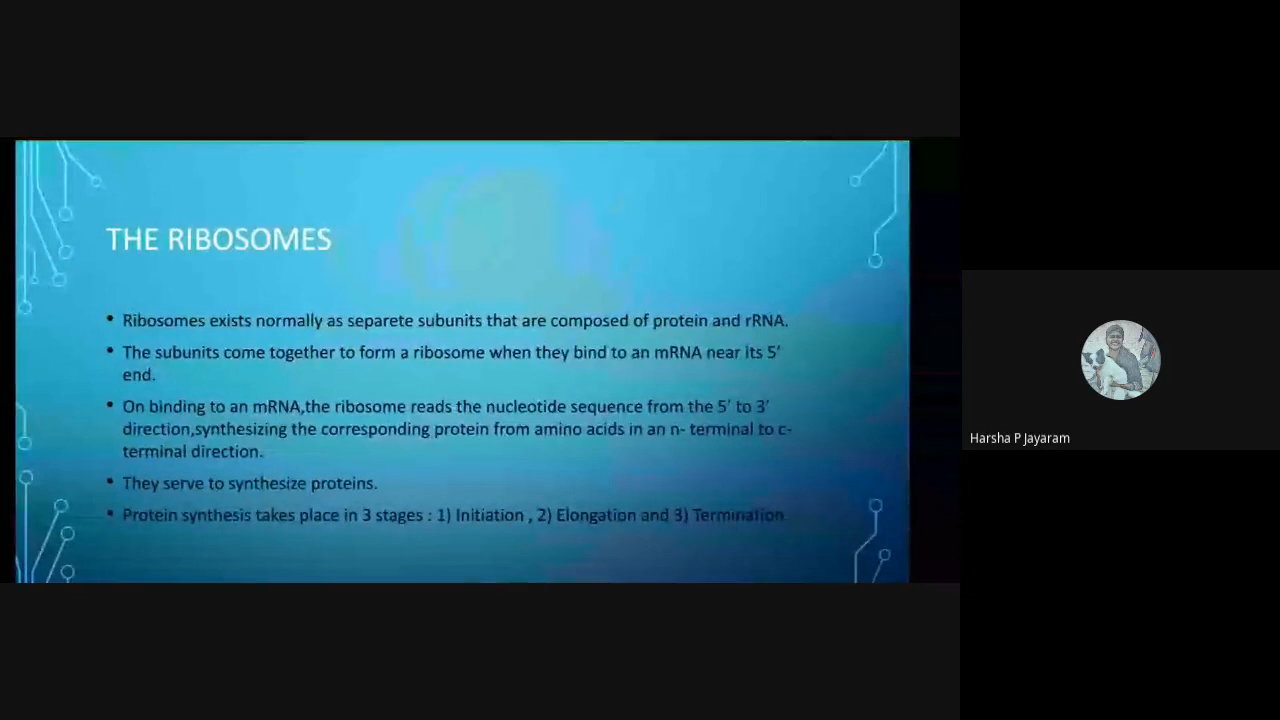 THE RIBOSOMES
• Ribosomes exists normally as separete subunits that are composed of protein and rRNA.
• The subunits come together to form a ribosome when they bind to an mRNA near its 5’
end.
• On binding to an mRNA,the ribosome reads the nucleotide sequence from the 5’ to 3’
direction,synthesizing the corresponding protein from amino acids in an n- terminal to c-
terminal direction.
• They serve to synthesize proteins.
• Protein synthesis takes place in 3 stages : 1) Initiation , 2) Elongation and 3) Termination
Harsha P Jayaram